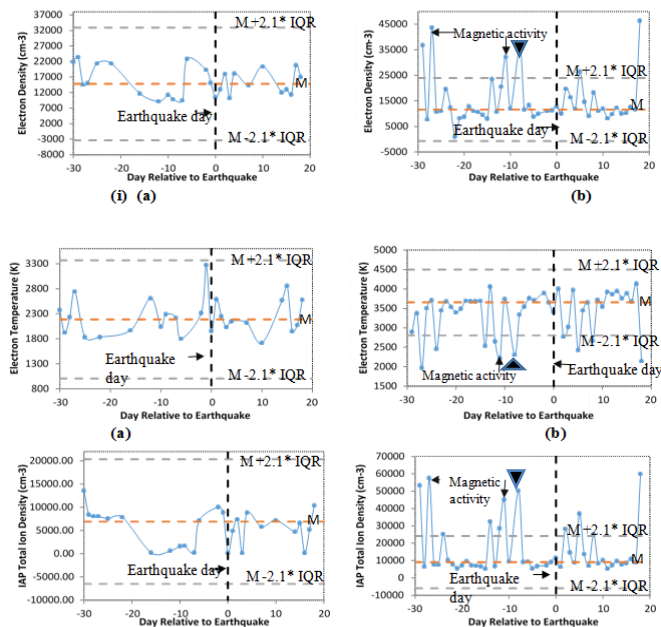 37000
32000
27000
22000
17000
12000
7000
2000
-3000
-8000
Electron Density (cm-3)
M+2.1* IQR
M
Earthquake day
M-2.1* IQR
-30 -20 -10 0 10 20
Day Relative to Earthquake
(i) (a)
45000
35000
25000
15000
5000
-5000
Electron Density (cm-3)
Magnetic activity
M+2.1* IQR
M
Earthquake day
M-2.1* IQR
-30 -20 -10 0 10 20
Day Relative to Earthquake
(b)
3300
2800
2300
1800
1300
800
Electron Temperature (K)
M+2.1* IQR
M
Earthquake
day
M-2.1* IQR
-30 -20 -10 0 10 20
Day Relative to Earthquake
(a)
5000
4500
4000
3500
3000
2500
2000
1500
Electron Temperature (K)
M+2.1* IQR
M
M-2.1* IQR
Magnetic activity
Earthquake day
-29 -19 -9 1 11
Day Relative to Earthquake
(b)
20000.00
15000.00
10000.00
5000.00
0.00
-5000.00
-10000.00
IAP Total Ion Density (cm-3)
M+2.1* IQR
M
Earthquake day
M-2.1* IQR
-30 -20 -10 0 10 20
Day Relative to Earthquake
60000
50000
40000
30000
20000
10000
0
-10000
IAP Total Ion Density (cm-3)
Magnetic
activity
M+2.1* IQR
M
Earthquake
day
M-2.1* IQR
-30 -20 -10 0 10 20
Day Relative to Earthquake